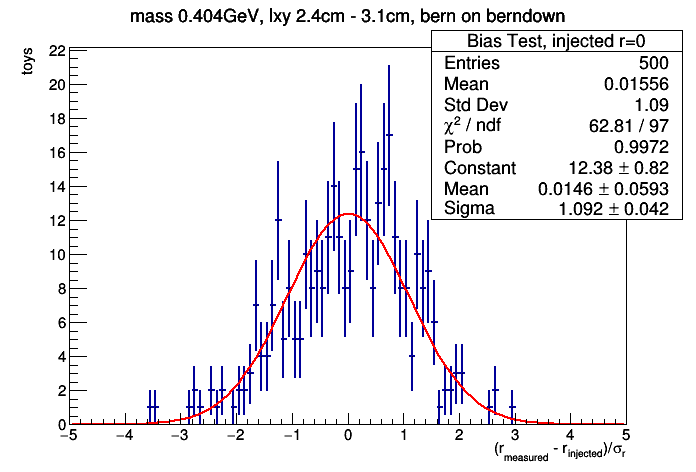 mass 0.404GeV, lxy 2.4cm - 3.1cm, bern on berndown
toys
Bias Test, injected r=0
Entries 500
Mean 0.01556
Std Dev 1.09
χ² / ndf 62.81 / 97
Prob 0.9972
Constant 12.38 ± 0.82
Mean 0.0146 ± 0.0593
Sigma 1.092 ± 0.042
22
20
18
16
14
12
10
8
6
4
2
0
−5 −4 −3 −2 −1 0 1 2 3 4 5
(r_measured - r_injected)/σ_r